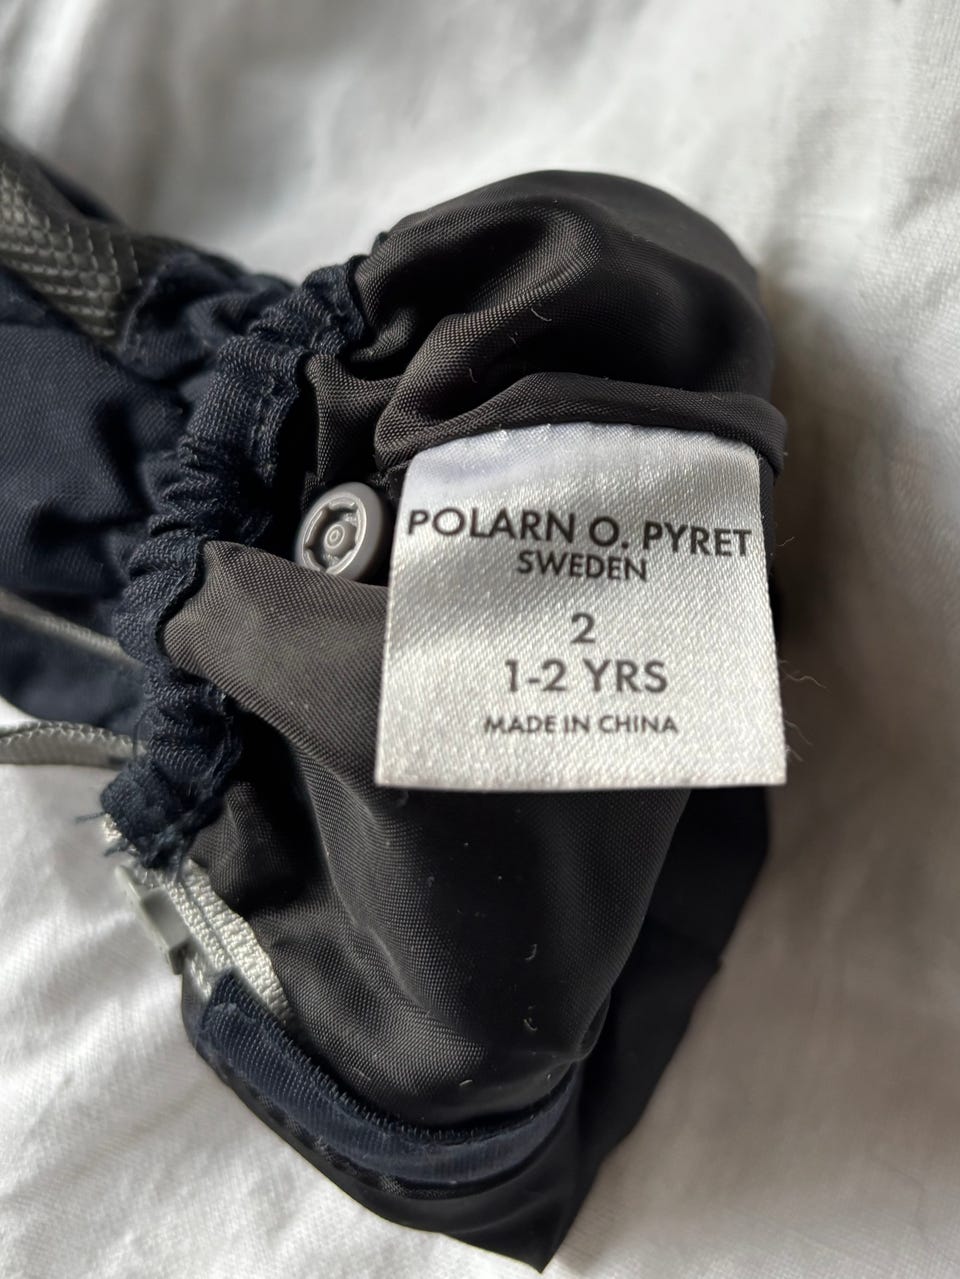 POLARN O. PYRET
SWEDEN
2
1-2 YRS
MADE IN CHINA